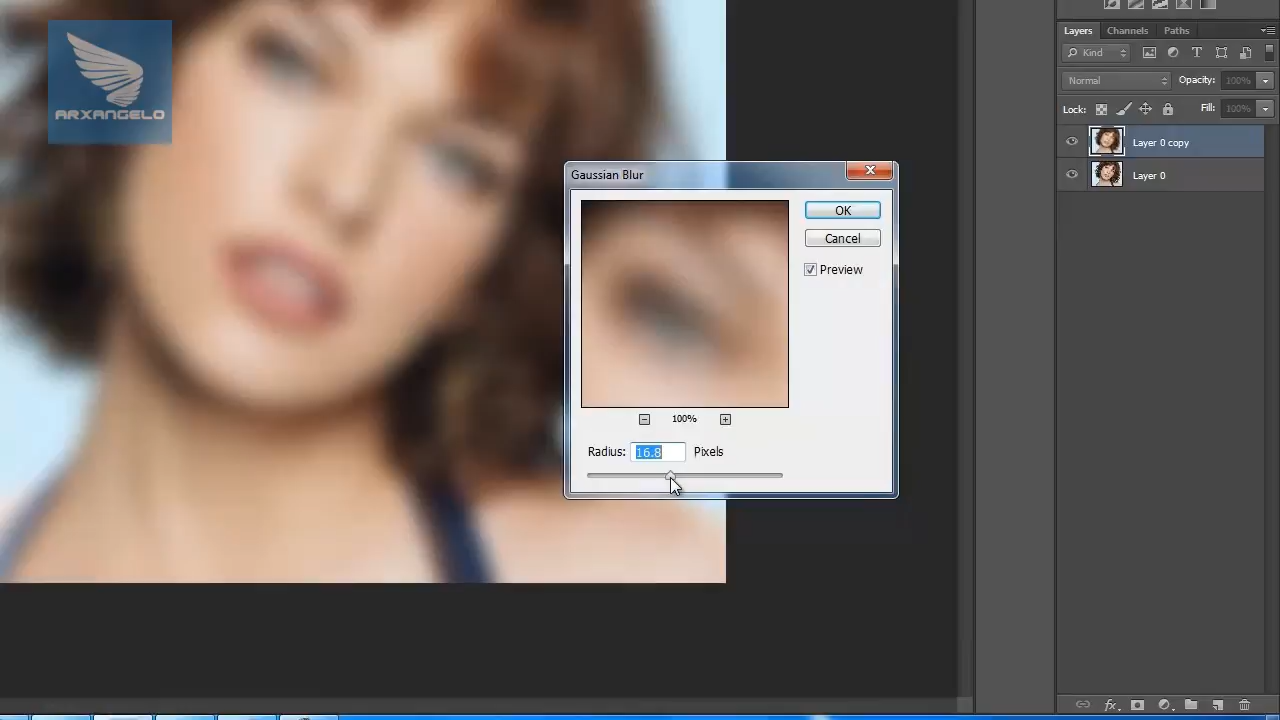 ARXANGELO
Layers Channels Paths
Kind
Normal Opacity: 100%
Lock: Fill: 100%
Layer 0 copy
Layer 0
fx
Gaussian Blur
OK
Cancel
Preview
100%
Radius: 16.8 Pixels